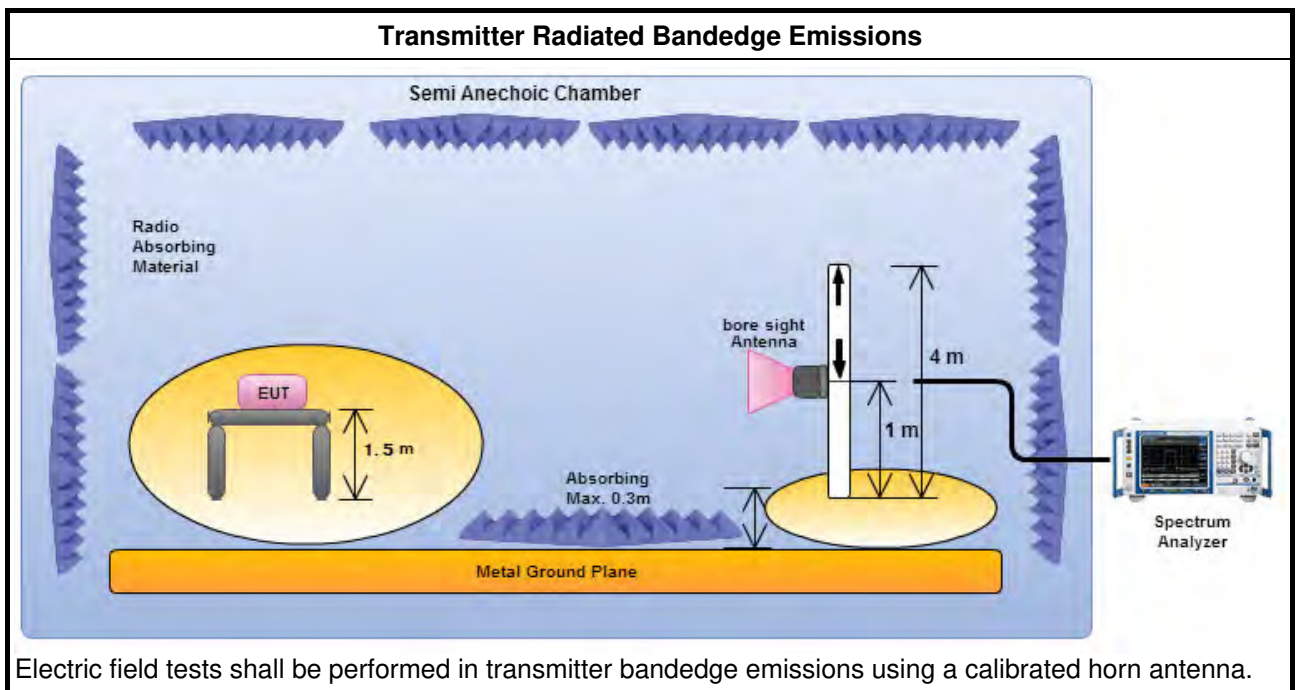 Transmitter Radiated Bandedge Emissions
Semi Anechoic Chamber
Radio
Absorbing
Material
bore sight
Antenna
4 m
EUT
1.5 m
1 m
Absorbing
Max. 0.3m
Spectrum
Analyzer
Metal Ground Plane
Electric field tests shall be performed in transmitter bandedge emissions using a calibrated horn antenna.